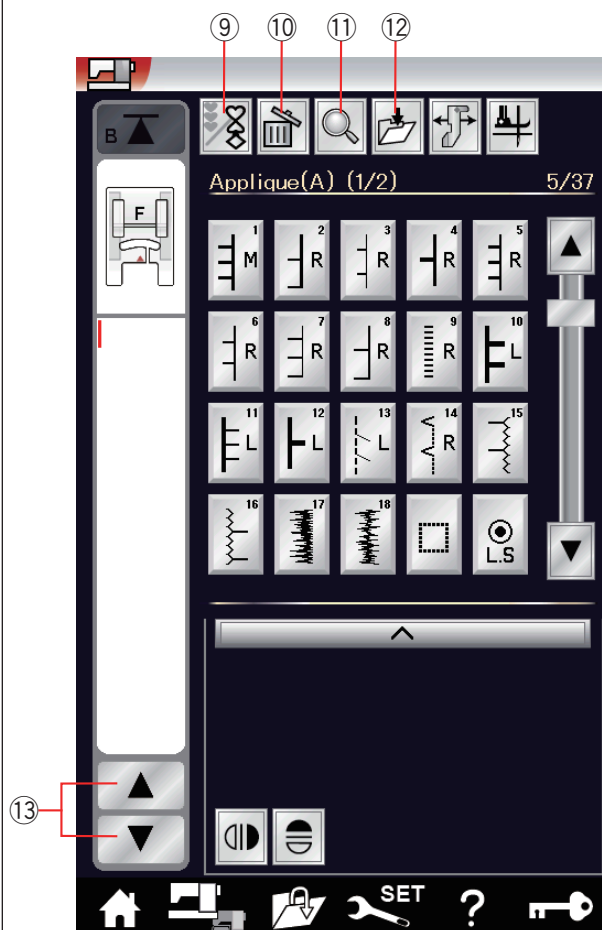 ⑨ ⑩ ⑪ ⑫
B
F
Applique(A) (1/2) 5/37
1 M 2 R 3 R 4 R 5 R
6 R 7 R 8 R 9 R 10 L
11 L 12 L 13 L 14 R 15
16 17 18 L.S
⑬
SET ?